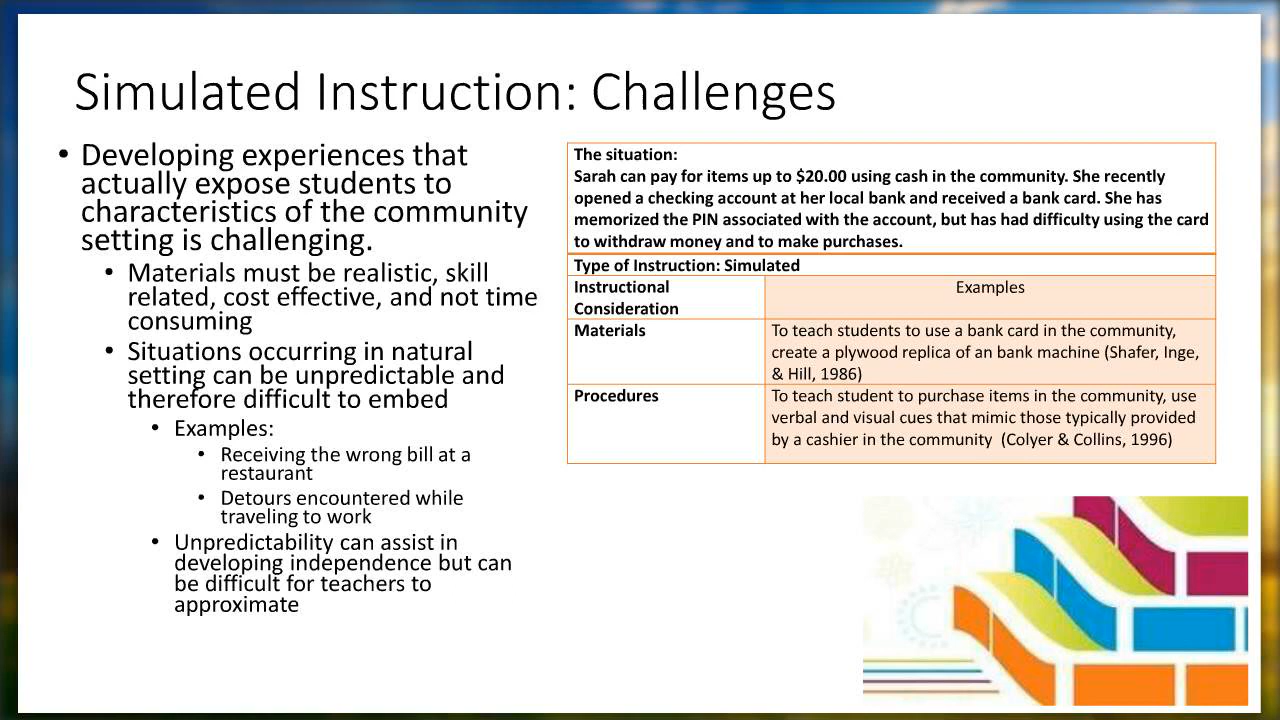 Simulated Instruction: Challenges
• Developing experiences that
actually expose students to
characteristics of the community
setting is challenging.
• Materials must be realistic, skill
related, cost effective, and not time
consuming
• Situations occurring in natural
setting can be unpredictable and
therefore difficult to embed
• Examples:
• Receiving the wrong bill at a
restaurant
• Detours encountered while
traveling to work
• Unpredictability can assist in
developing independence but can
be difficult for teachers to
approximate
The situation:
Sarah can pay for items up to $20.00 using cash in the community. She recently
opened a checking account at her local bank and received a bank card. She has
memorized the PIN associated with the account, but has had difficulty using the card
to withdraw money and to make purchases.
Type of Instruction: Simulated
Instructional
Consideration
Examples
Materials
To teach students to use a bank card in the community,
create a plywood replica of an bank machine (Shafer, Inge,
& Hill, 1986)
Procedures
To teach student to purchase items in the community, use
verbal and visual cues that mimic those typically provided
by a cashier in the community (Colyer & Collins, 1996)